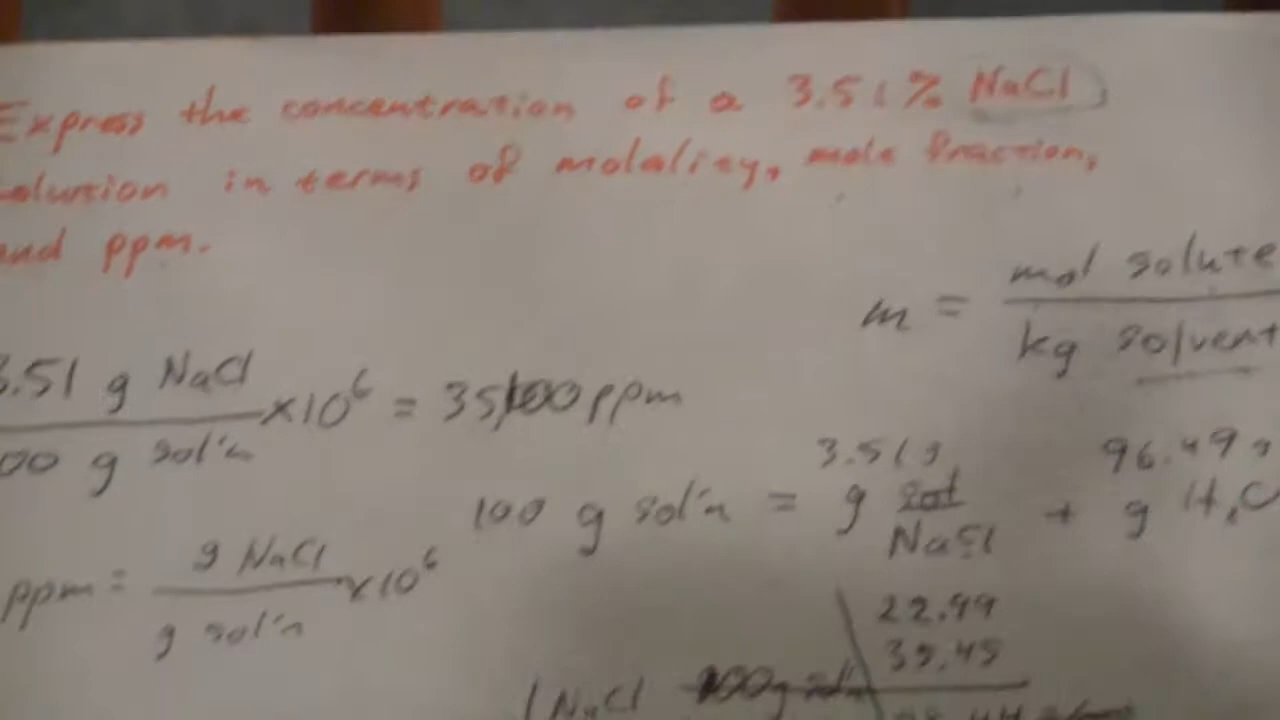 Express the concentration of a 3.51% NaCl
solution in terms of molality, mole fraction,
and ppm.
m = mol solute / kg solvent
3.51 g NaCl / 100 g sol'n ×10⁶ = 35100 ppm
3.51 g 96.49 g
100 g sol'n = g NaCl + g H₂O
ppm = g NaCl / g sol'n ×10⁶
22.99
35.45
NaCl